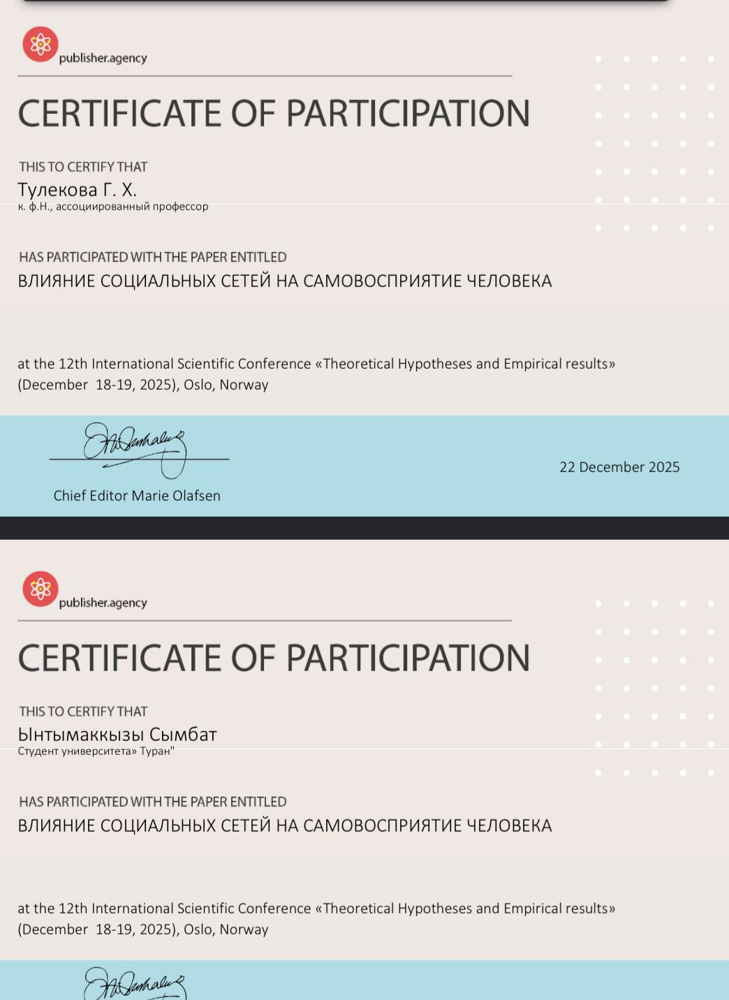 publisher.agency
CERTIFICATE OF PARTICIPATION
THIS TO CERTIFY THAT
Тулекова Г. Х.
к. ф.Н., ассоциированный профессор
HAS PARTICIPATED WITH THE PAPER ENTITLED
ВЛИЯНИЕ СОЦИАЛЬНЫХ СЕТЕЙ НА САМОВОСПРИЯТИЕ ЧЕЛОВЕКА
at the 12th International Scientific Conference «Theoretical Hypotheses and Empirical results»
(December 18-19, 2025), Oslo, Norway
22 December 2025
Chief Editor Marie Olafsen
publisher.agency
CERTIFICATE OF PARTICIPATION
THIS TO CERTIFY THAT
Ынтымаккызы Сымбат
Студент университета» Туран"
HAS PARTICIPATED WITH THE PAPER ENTITLED
ВЛИЯНИЕ СОЦИАЛЬНЫХ СЕТЕЙ НА САМОВОСПРИЯТИЕ ЧЕЛОВЕКА
at the 12th International Scientific Conference «Theoretical Hypotheses and Empirical results»
(December 18-19, 2025), Oslo, Norway